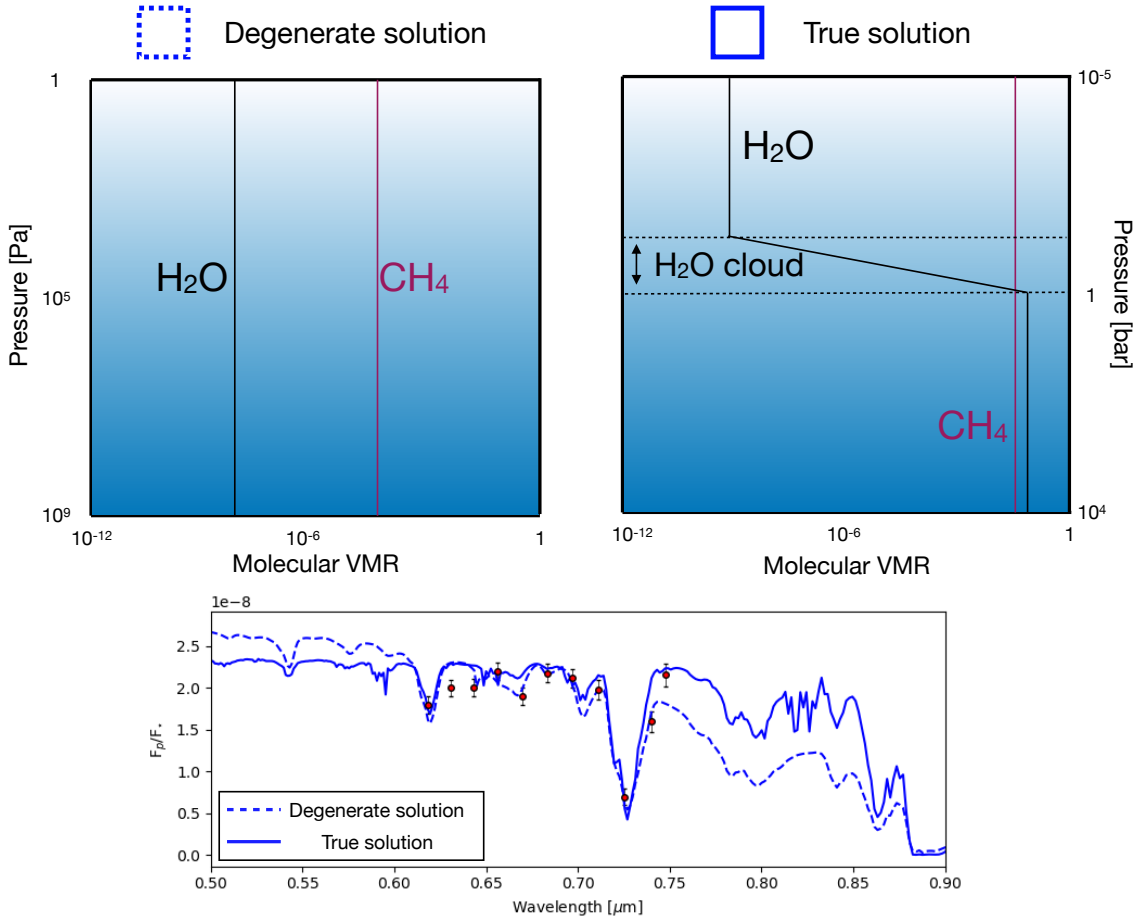 Degenerate solution
True solution
1
10⁵
10⁹
Pressure [Pa]
H₂O
CH₄
10⁻¹²
10⁻⁶
1
Molecular VMR
H₂O
H₂O cloud
CH₄
10⁻⁵
1
10⁴
Pressure [bar]
10⁻¹²
10⁻⁶
1
Molecular VMR
1e−8
2.5
2.0
1.5
1.0
0.5
0.0
Fₚ/F⋆
Degenerate solution
True solution
0.50
0.55
0.60
0.65
0.70
0.75
0.80
0.85
0.90
Wavelength [μm]